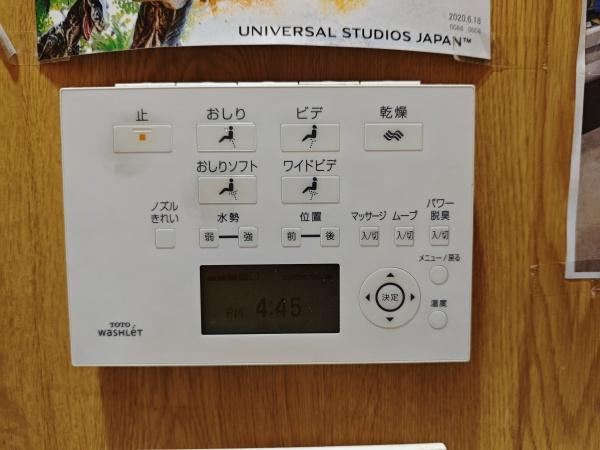 2020.6.18
UNIVERSAL STUDIOS JAPAN™
止 おしり ビデ 乾燥
おしりソフト ワイドビデ
ノズル
きれい
水勢 位置 マッサージ ムーブ パワー
脱臭
弱 強 前 後 入/切 入/切 入/切
メニュー/戻る
決定
温度
PM 4:45
TOTO
WASHLET